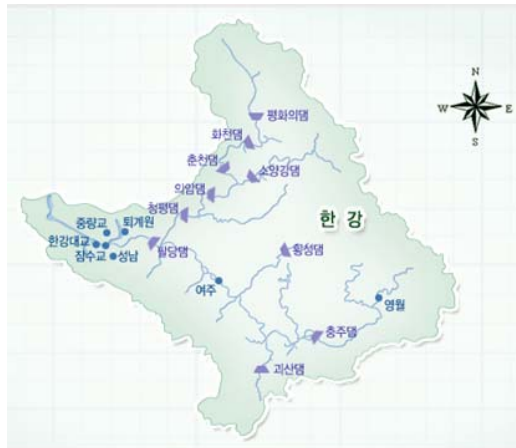 N
W E
S
평화의댐
화천댐
춘천댐
소양강댐
의암댐
청평댐
한강
중랑교
퇴계원
한강대교
팔당댐
횡성댐
잠수교
성남
여주
영월
충주댐
괴산댐